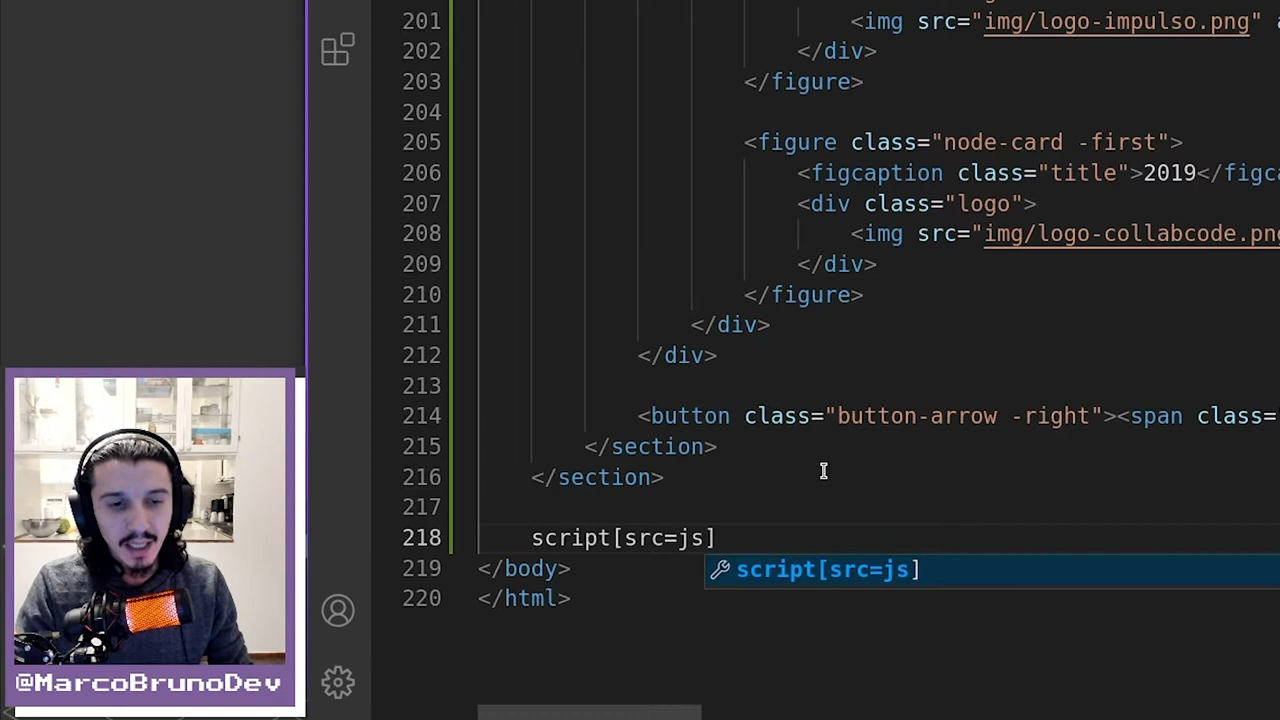 201 <img src="img/logo-impulso.png"
202 </div>
203 </figure>
204
205 <figure class="node-card -first">
206 <figcaption class="title">2019</figc
207 <div class="logo">
208 <img src="img/logo-collabcode.png
209 </div>
210 </figure>
211 </div>
212 </div>
213
214 <button class="button-arrow -right"><span class=
215 </section>
216 </section>
217
218 script[src=js]
script[src=js]
219 </body>
220 </html>
@MarcoBrunoDev